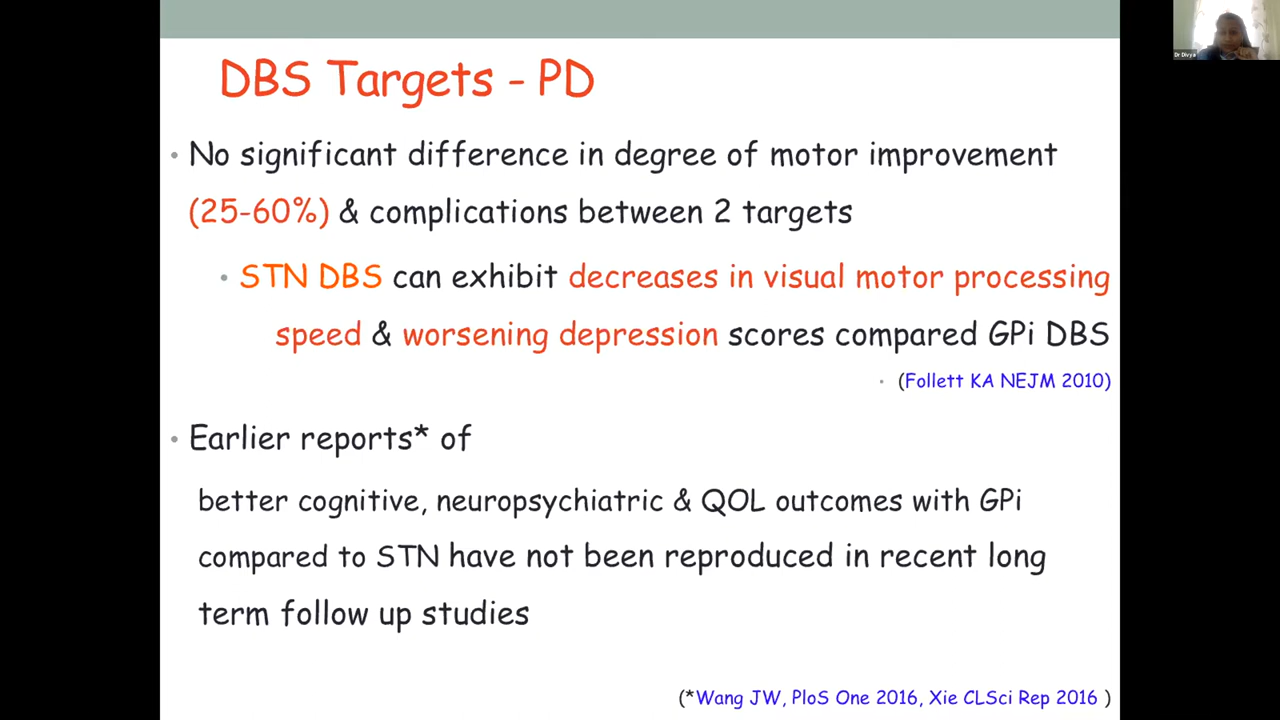 Dr Divya
DBS Targets - PD
• No significant difference in degree of motor improvement
(25-60%) & complications between 2 targets
• STN DBS can exhibit decreases in visual motor processing
speed & worsening depression scores compared GPi DBS
• (Follett KA NEJM 2010)
• Earlier reports* of
better cognitive, neuropsychiatric & QOL outcomes with GPi
compared to STN have not been reproduced in recent long
term follow up studies
(*Wang JW, PloS One 2016, Xie CLSci Rep 2016 )